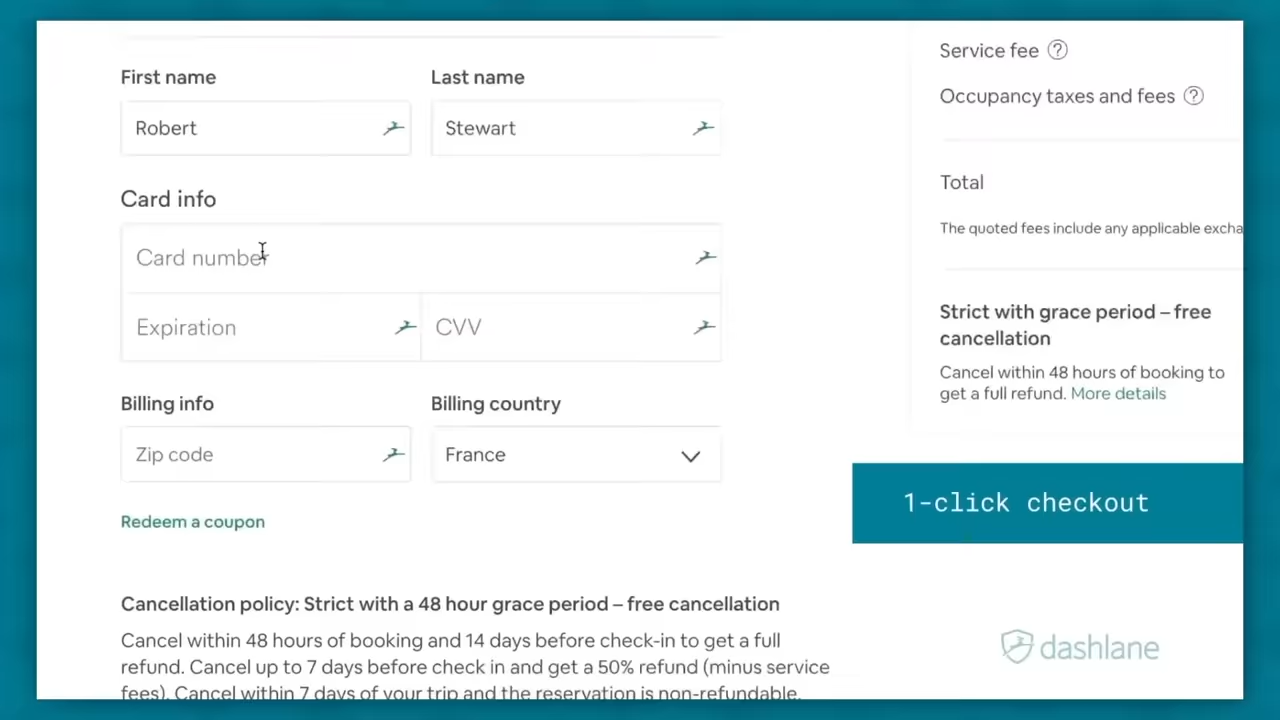 First name
Last name
Robert
Stewart
Card info
Card number
Expiration
CVV
Billing info
Billing country
Zip code
France
Redeem a coupon
Cancellation policy: Strict with a 48 hour grace period – free cancellation
Cancel within 48 hours of booking and 14 days before check-in to get a full
refund. Cancel up to 7 days before check in and get a 50% refund (minus service
fees). Cancel within 7 days of your trip and the reservation is non-refundable.
Service fee ?
Occupancy taxes and fees ?
Total
The quoted fees include any applicable excha
Strict with grace period – free
cancellation
Cancel within 48 hours of booking to
get a full refund. More details
1-click checkout
dashlane